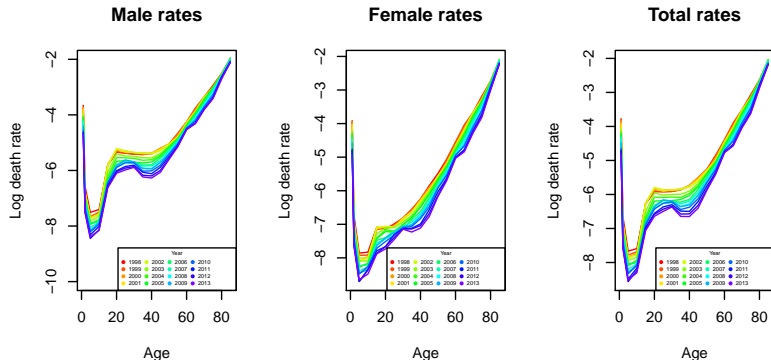 Male rates
Log death rate
−2
−4
−6
−8
−10
0 20 40 60 80
Age
Year
1998 2002 2006 2010
1999 2003 2007 2011
2000 2004 2008 2012
2001 2005 2009 2013
Female rates
Log death rate
−2
−3
−4
−5
−6
−7
−8
0 20 40 60 80
Age
Year
1998 2002 2006 2010
1999 2003 2007 2011
2000 2004 2008 2012
2001 2005 2009 2013
Total rates
Log death rate
−2
−3
−4
−5
−6
−7
−8
0 20 40 60 80
Age
Year
1998 2002 2006 2010
1999 2003 2007 2011
2000 2004 2008 2012
2001 2005 2009 2013